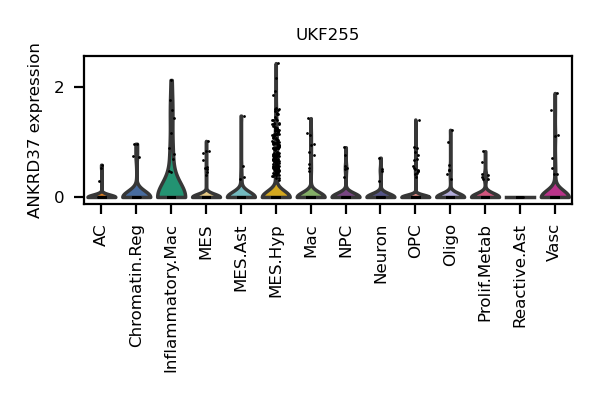 UKF255
ANKRD37 expression
2
0
AC
Chromatin.Reg
Inflammatory.Mac
MES
MES.Ast
MES.Hyp
Mac
NPC
Neuron
OPC
Oligo
Prolif.Metab
Reactive.Ast
Vasc